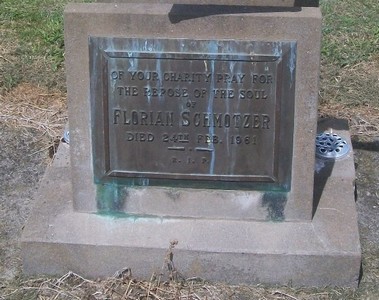 OF YOUR CHARITY PRAY FOR
THE REPOSE OF THE SOUL
OF
FLORIAN SCHMOTZER
DIED 24TH FEB. 1961
R. I. P.